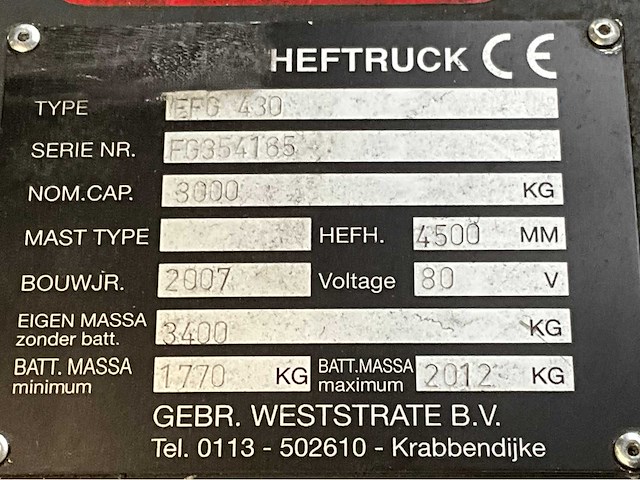 HEFTRUCK CE
TYPE EFG 430
SERIE NR. FG354165
NOM.CAP. 3000 KG
MAST TYPE HEFH. 4500 MM
BOUWJR. 2007 Voltage 80 V
EIGEN MASSA zonder batt. 3400 KG
BATT. MASSA minimum 1770 KG BATT.MASSA maximum 2012 KG
GEBR. WESTSTRATE B.V.
Tel. 0113 - 502610 - Krabbendijke